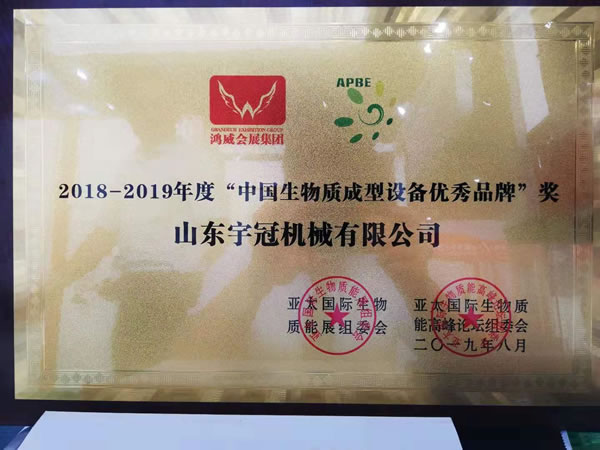 APBE
GRANDEUR EXHIBITION GROUP
鸿威会展集团
2018-2019年度“中国生物质成型设备优秀品牌”奖
山东宇冠机械有限公司
亚太国际生物
质能展组委会
亚太国际生物质
能高峰论坛组委会
二〇一九年八月